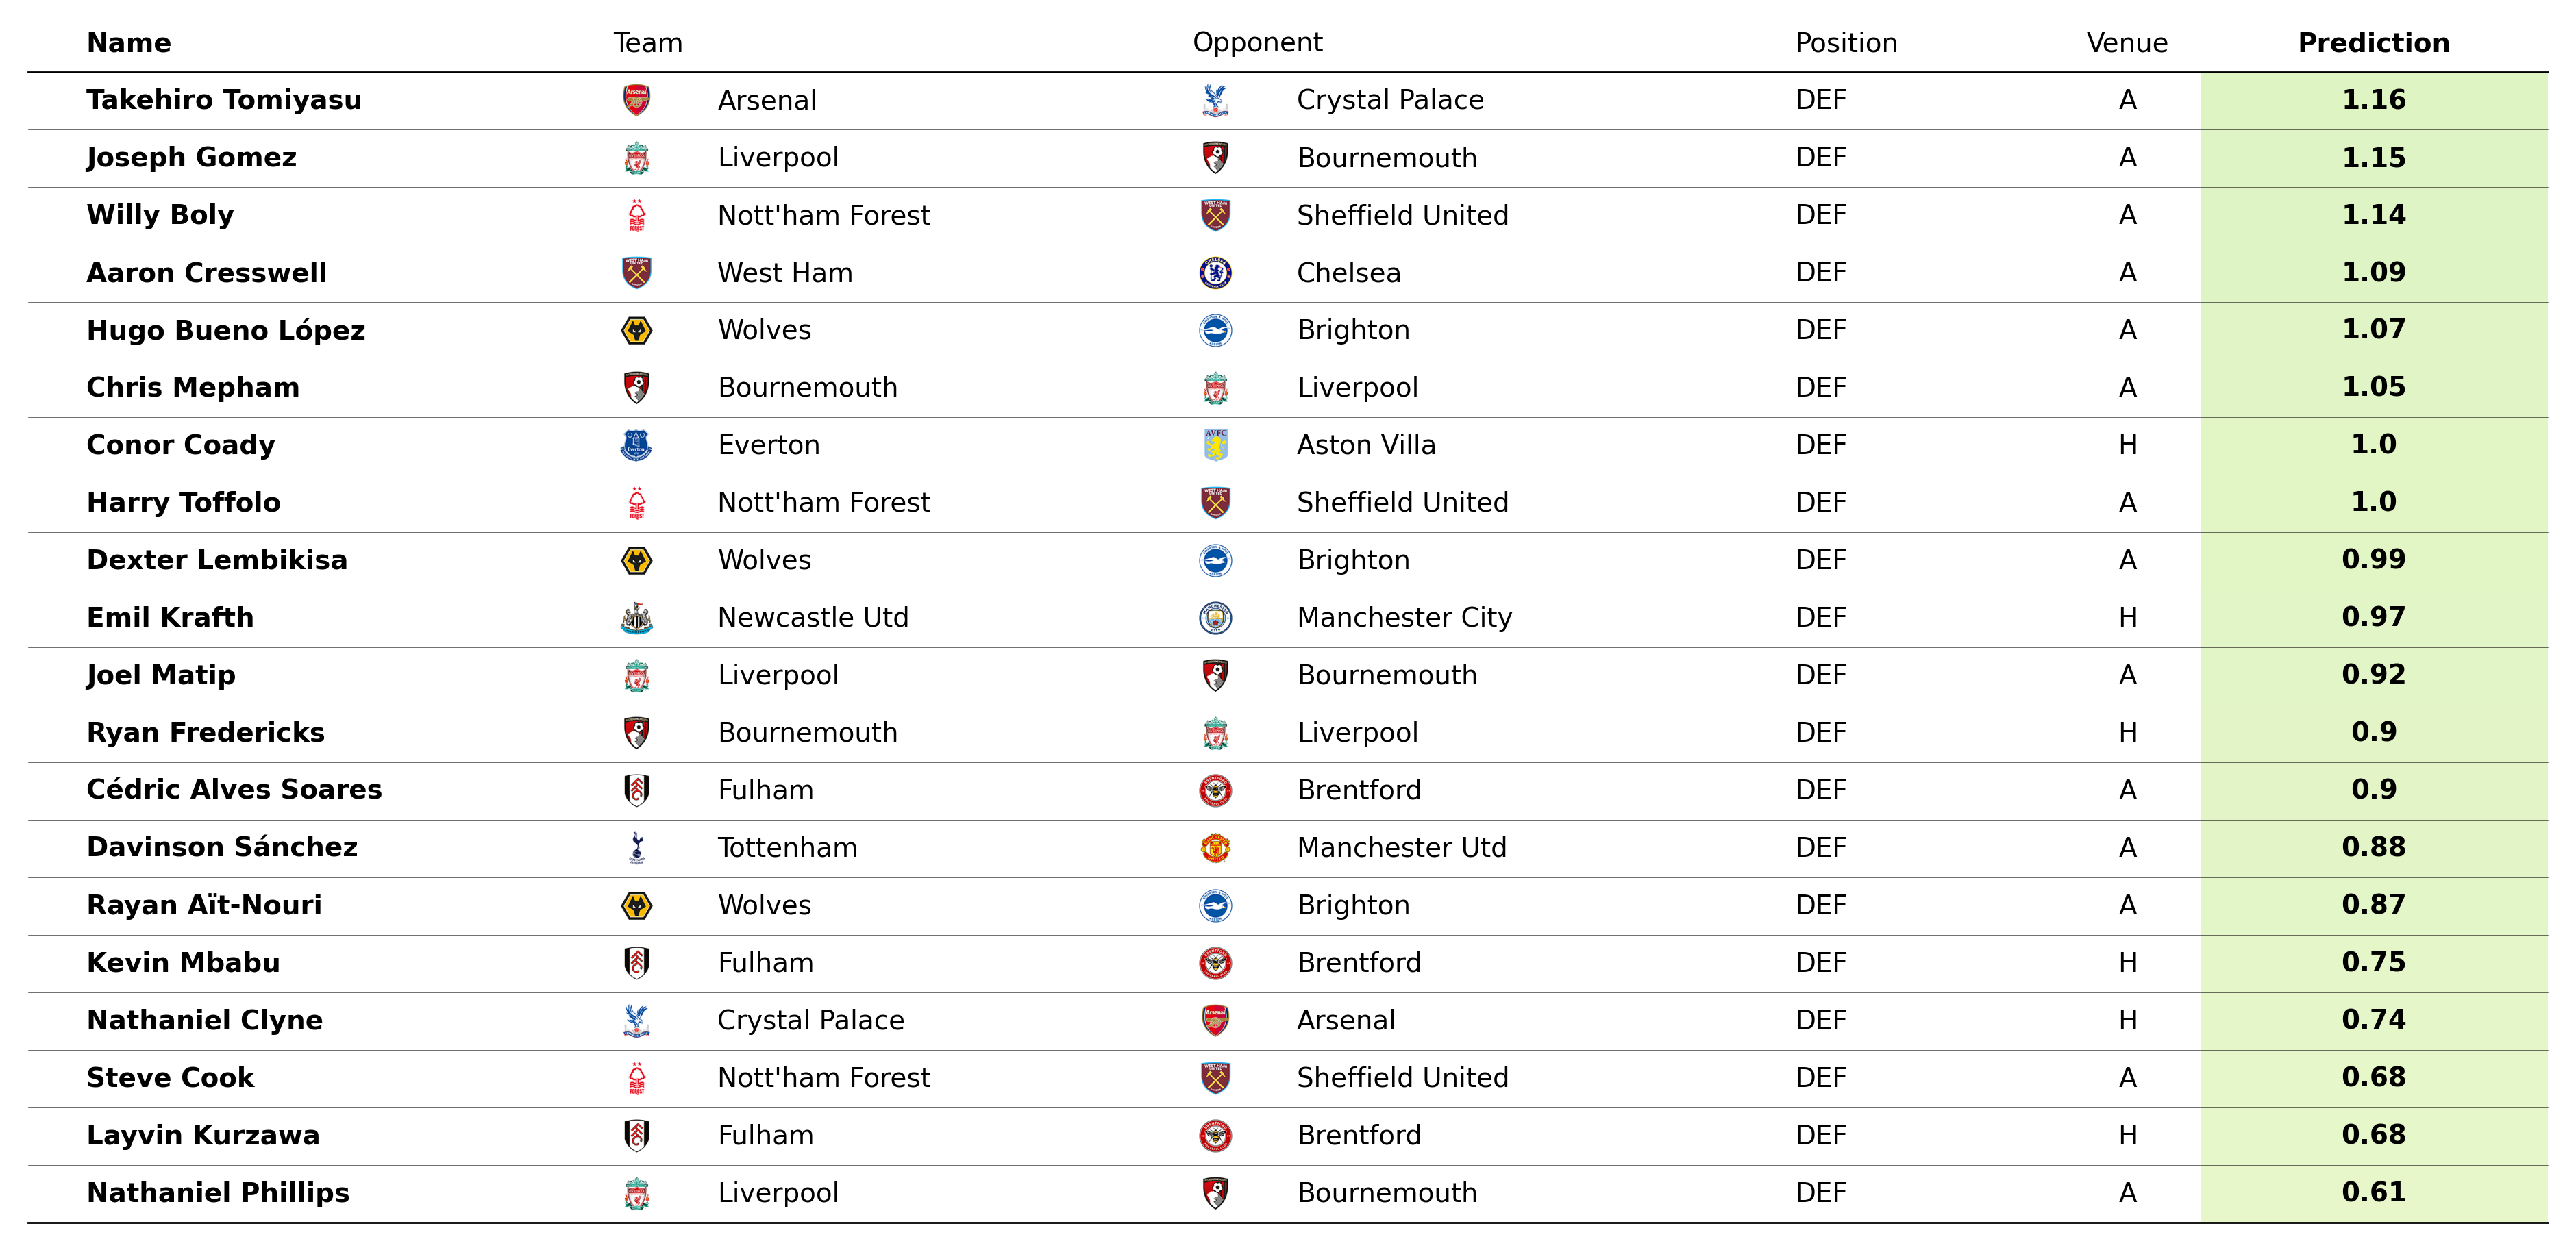 Name Team Opponent Position Venue Prediction
Takehiro Tomiyasu Arsenal Crystal Palace DEF A 1.16
Joseph Gomez Liverpool Bournemouth DEF A 1.15
Willy Boly Nott'ham Forest Sheffield United DEF A 1.14
Aaron Cresswell West Ham Chelsea DEF A 1.09
Hugo Bueno López Wolves Brighton DEF A 1.07
Chris Mepham Bournemouth Liverpool DEF A 1.05
Conor Coady Everton Aston Villa DEF H 1.0
Harry Toffolo Nott'ham Forest Sheffield United DEF A 1.0
Dexter Lembikisa Wolves Brighton DEF A 0.99
Emil Krafth Newcastle Utd Manchester City DEF H 0.97
Joel Matip Liverpool Bournemouth DEF A 0.92
Ryan Fredericks Bournemouth Liverpool DEF H 0.9
Cédric Alves Soares Fulham Brentford DEF A 0.9
Davinson Sánchez Tottenham Manchester Utd DEF A 0.88
Rayan Aït-Nouri Wolves Brighton DEF A 0.87
Kevin Mbabu Fulham Brentford DEF H 0.75
Nathaniel Clyne Crystal Palace Arsenal DEF H 0.74
Steve Cook Nott'ham Forest Sheffield United DEF A 0.68
Layvin Kurzawa Fulham Brentford DEF H 0.68
Nathaniel Phillips Liverpool Bournemouth DEF A 0.61